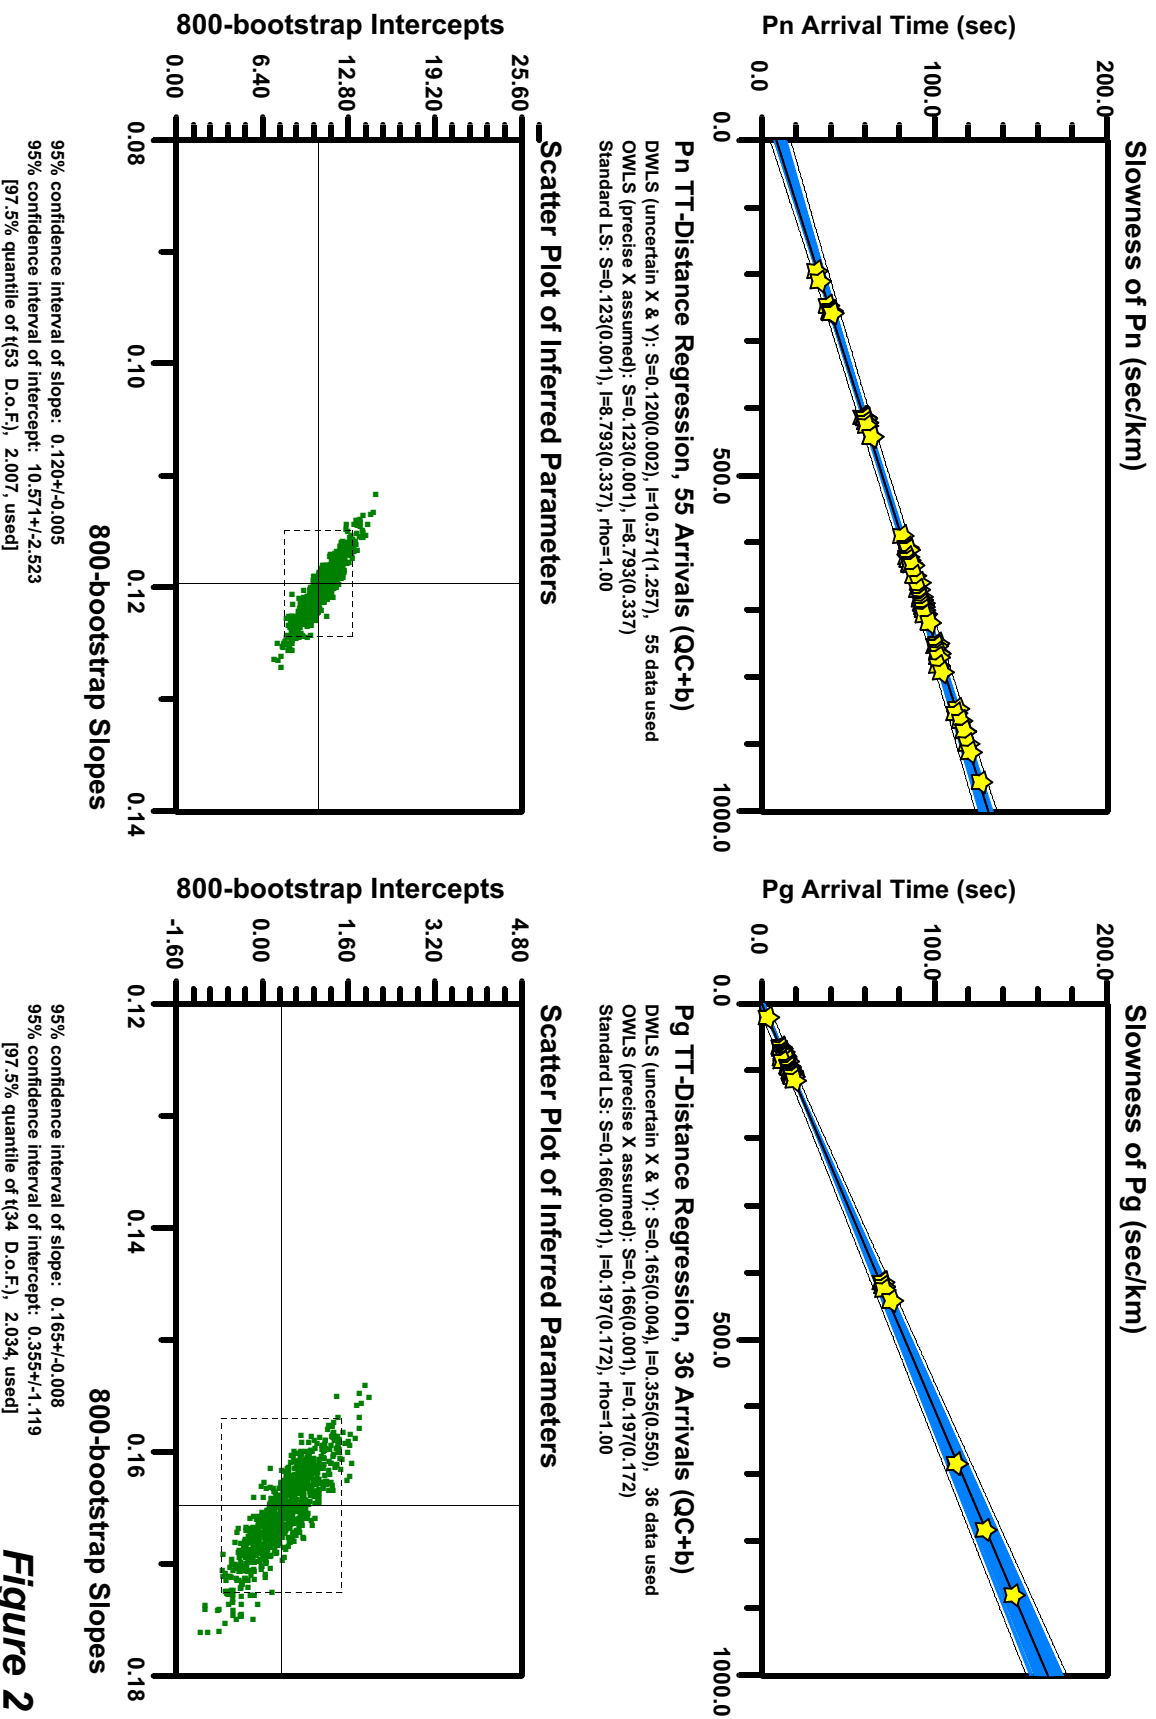 Slowness of Pn (sec/km)
Pn Arrival Time (sec)
200.0
100.0
0.0
0.0
500.0
1000.0
Pn TT-Distance Regression, 55 Arrivals (QC+b)
DWLS (uncertain X & Y): S=0.120(0.002), I=10.571(1.257), 55 data used
OWLS (precise X assumed): S=0.123(0.001), I=8.793(0.337)
Standard LS: S=0.123(0.001), I=8.793(0.337), rho=1.00
Scatter Plot of Inferred Parameters
800-bootstrap Intercepts
25.60
19.20
12.80
6.40
0.00
0.08
0.10
0.12
0.14
800-bootstrap Slopes
95% confidence interval of slope: 0.120+/-0.005
95% confidence interval of intercept: 10.571+/-2.523
[97.5% quantile of t(53 D.o.F.), 2.007, used]
Slowness of Pg (sec/km)
Pg Arrival Time (sec)
200.0
100.0
0.0
0.0
500.0
1000.0
Pg TT-Distance Regression, 36 Arrivals (QC+b)
DWLS (uncertain X & Y): S=0.165(0.004), I=0.355(0.550), 36 data used
OWLS (precise X assumed): S=0.166(0.001), I=0.197(0.172)
Standard LS: S=0.166(0.001), I=0.197(0.172), rho=1.00
Scatter Plot of Inferred Parameters
800-bootstrap Intercepts
4.80
3.20
1.60
0.00
-1.60
0.12
0.14
0.16
0.18
800-bootstrap Slopes
95% confidence interval of slope: 0.165+/-0.008
95% confidence interval of intercept: 0.355+/-1.119
[97.5% quantile of t(34 D.o.F.), 2.034, used]
Figure 2